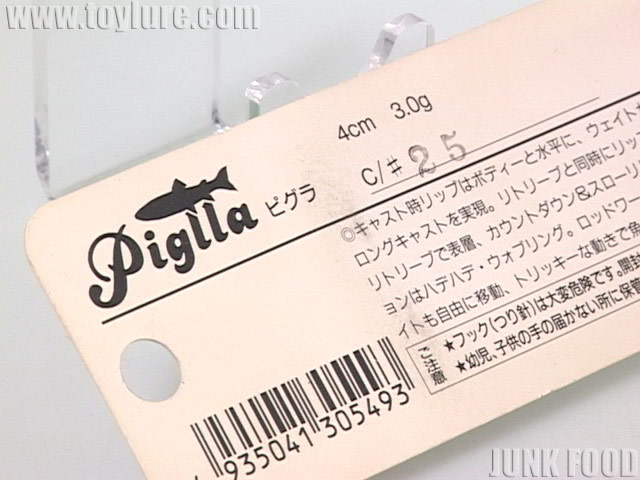 www.toylure.com
4cm 3.0g
C/# 25
Piglla ピグラ
◎キャスト時リップはボディーと水平に、ウェイト
ロングキャストを実現。リトリーブと同時にリッ
リトリーブで表層、カウントダウン&スローリ
ョンはハデハデ・ウォブリング。ロッドワー
イトも自由に移動、トリッキーな動きで魚
ご注意
★フック(つり針)は大変危険です。開封
★幼児、子供の手の届かない所に保管
935041 305493
JUNK FOOD